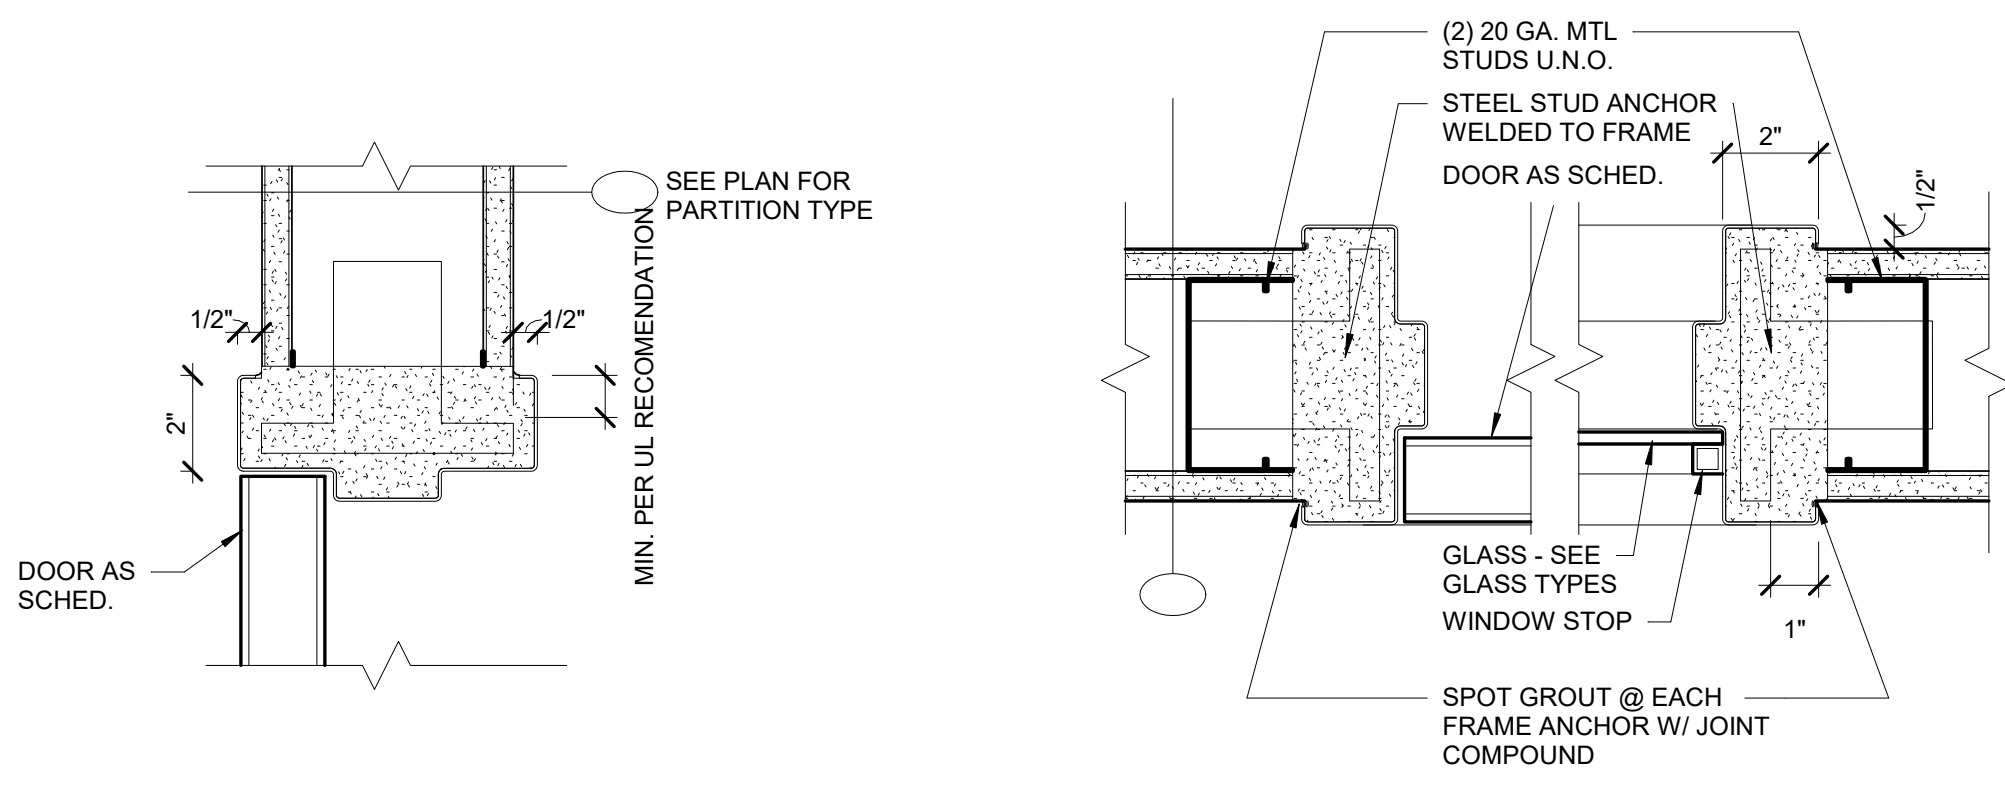 SEE PLAN FOR
PARTITION TYPE
1/2"
1/2"
2"
MIN. PER UL RECOMENDATION
DOOR AS
SCHED.
(2) 20 GA. MTL
STUDS U.N.O.
STEEL STUD ANCHOR
WELDED TO FRAME
DOOR AS SCHED.
2"
1/2"
GLASS - SEE
GLASS TYPES
WINDOW STOP
1"
SPOT GROUT @ EACH
FRAME ANCHOR W/ JOINT
COMPOUND